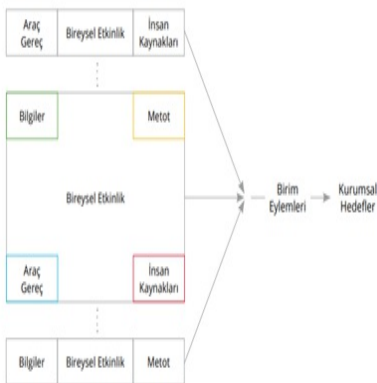 Araç
Gereç
Bireysel Etkinlik
İnsan
Kaynakları
Bilgiler
Metot
Bireysel Etkinlik
Birim
Eylemleri
Kurumsal
Hedefler
Araç
Gereç
İnsan
Kaynakları
Bilgiler
Bireysel Etkinlik
Metot